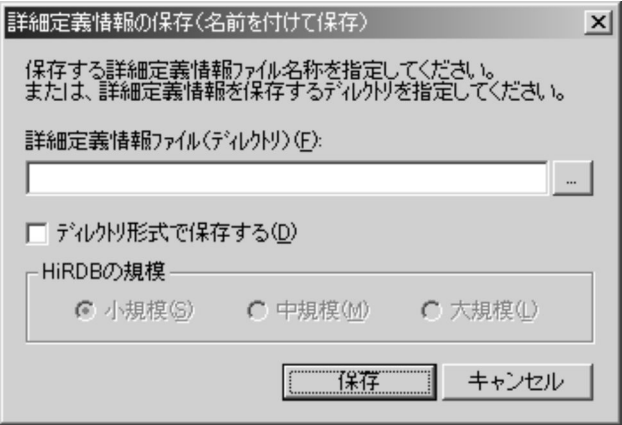 詳細定義情報の保存(名前を付けて保存)
保存する詳細定義情報ファイル名称を指定してください。
または、詳細定義情報を保存するディレクトリを指定してください。
詳細定義情報ファイル(ディレクトリ)(F):
...
ディレクトリ形式で保存する(D)
HiRDBの規模
小規模(S) 中規模(M) 大規模(L)
保存 キャンセル